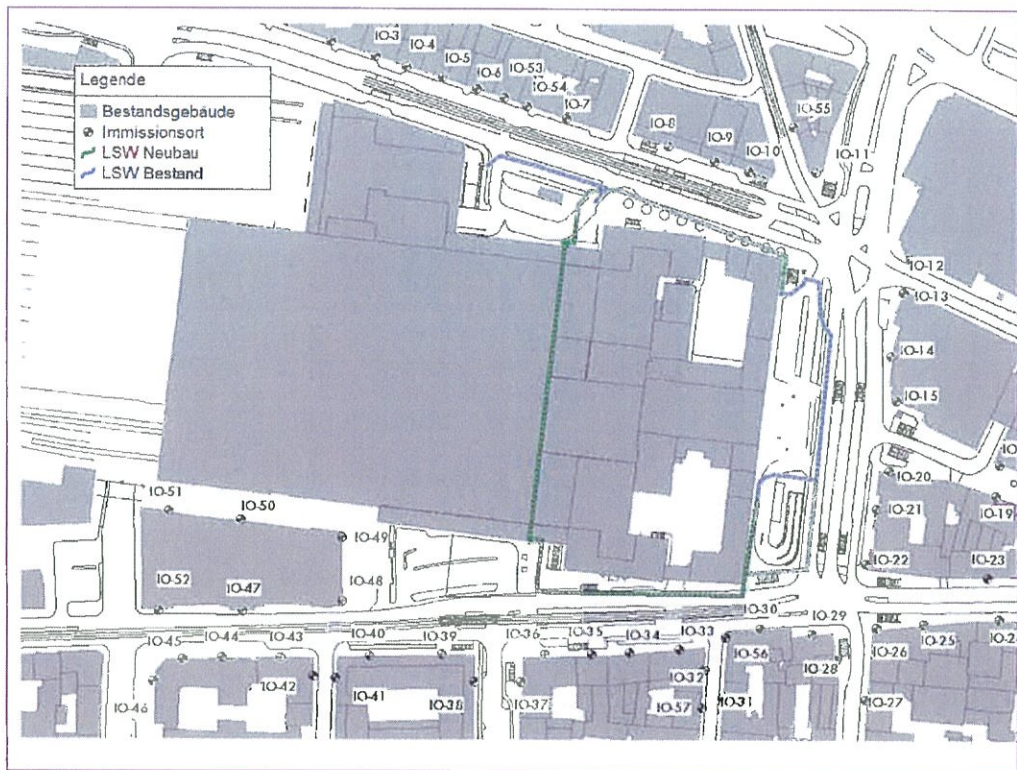 Legende
Bestandsgebäude
Immissionsort
LSW Neubau
LSW Bestand
IO-3
IO-4
IO-5
IO-6
IO-53
IO-54
IO-7
IO-8
IO-9
IO-10
IO-55
IO-11
IO-12
IO-13
IO-14
IO-15
IO-20
IO-19
IO-21
IO-22
IO-23
IO-51
IO-50
IO-49
IO-48
IO-52
IO-47
IO-45
IO-44
IO-43
IO-40
IO-39
IO-36
IO-35
IO-34
IO-33
IO-30
IO-29
IO-25
IO-26
IO-56
IO-28
IO-46
IO-42
IO-41
IO-38
IO-37
IO-32
IO-57
IO-31
IO-27